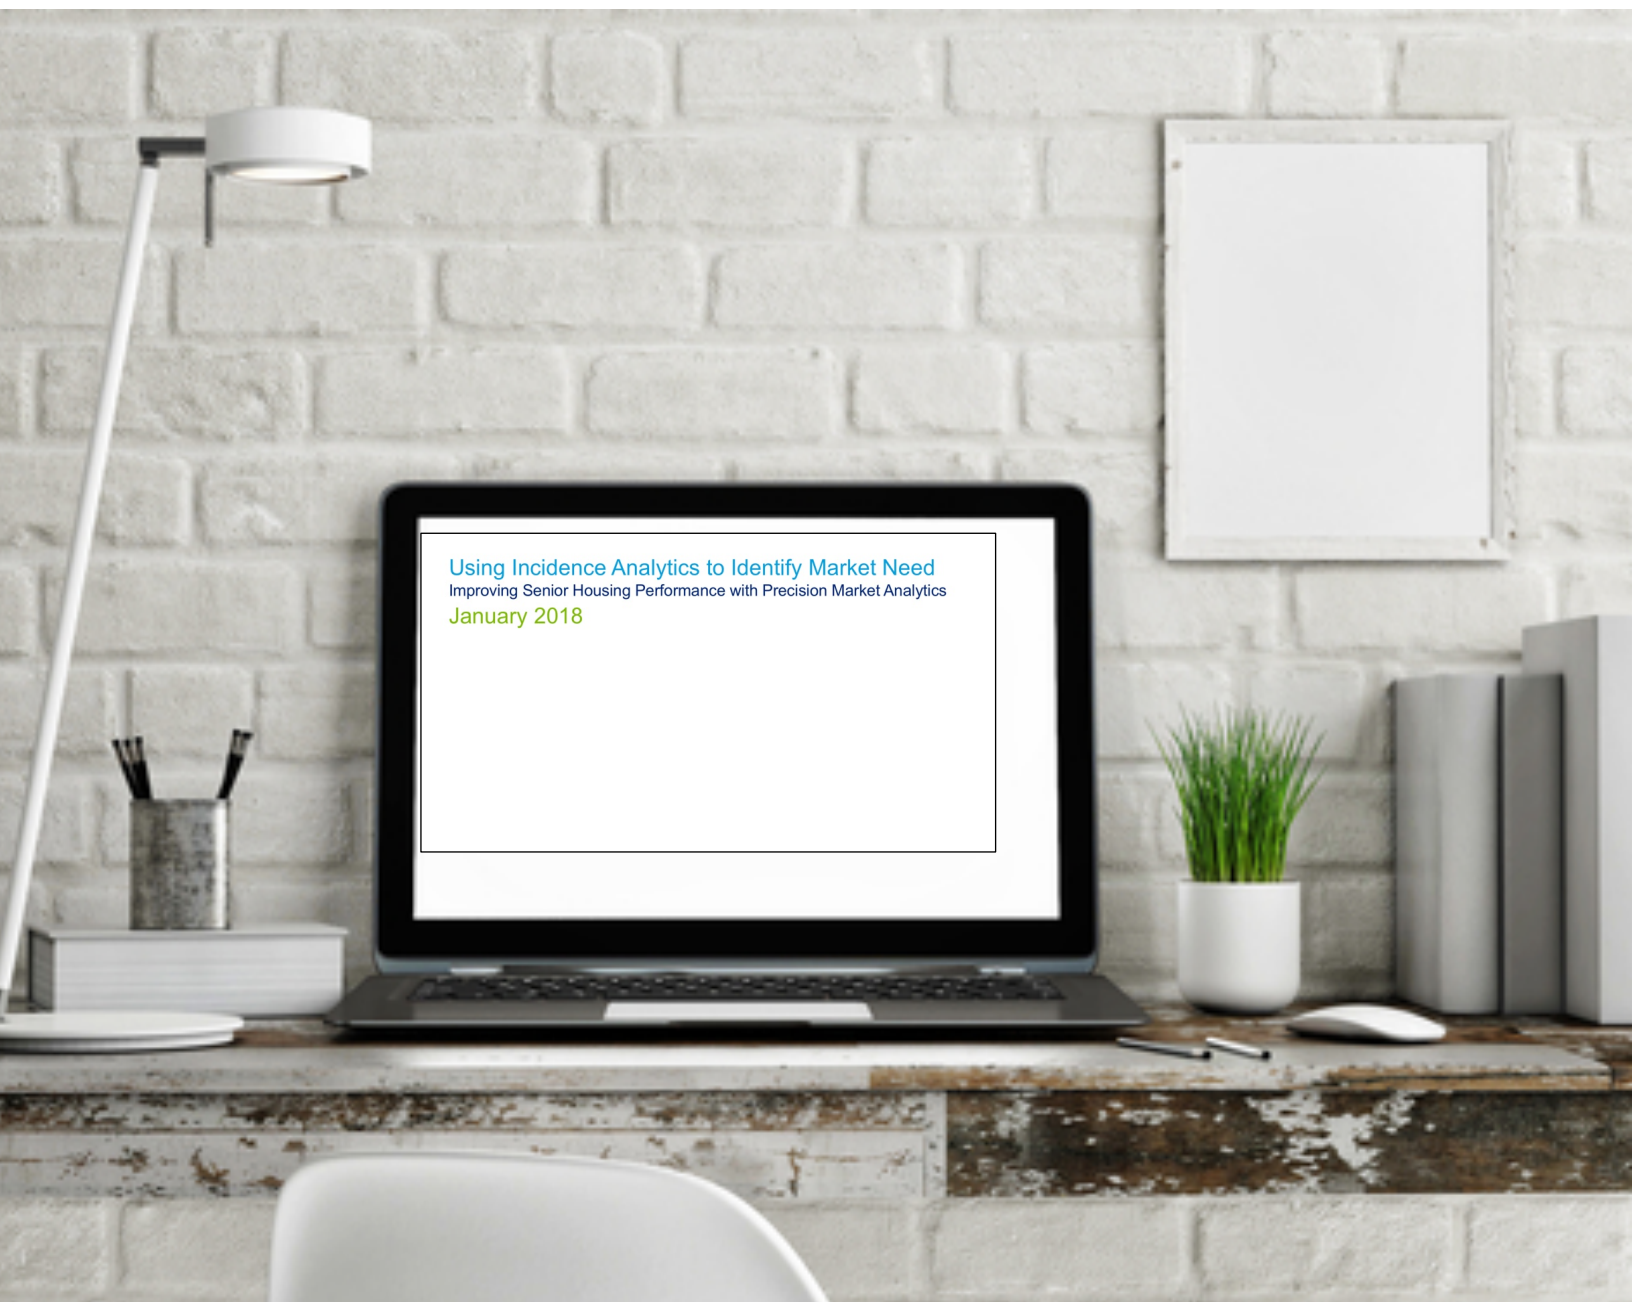 Using Incidence Analytics to Identify Market Need
Improving Senior Housing Performance with Precision Market Analytics
January 2018